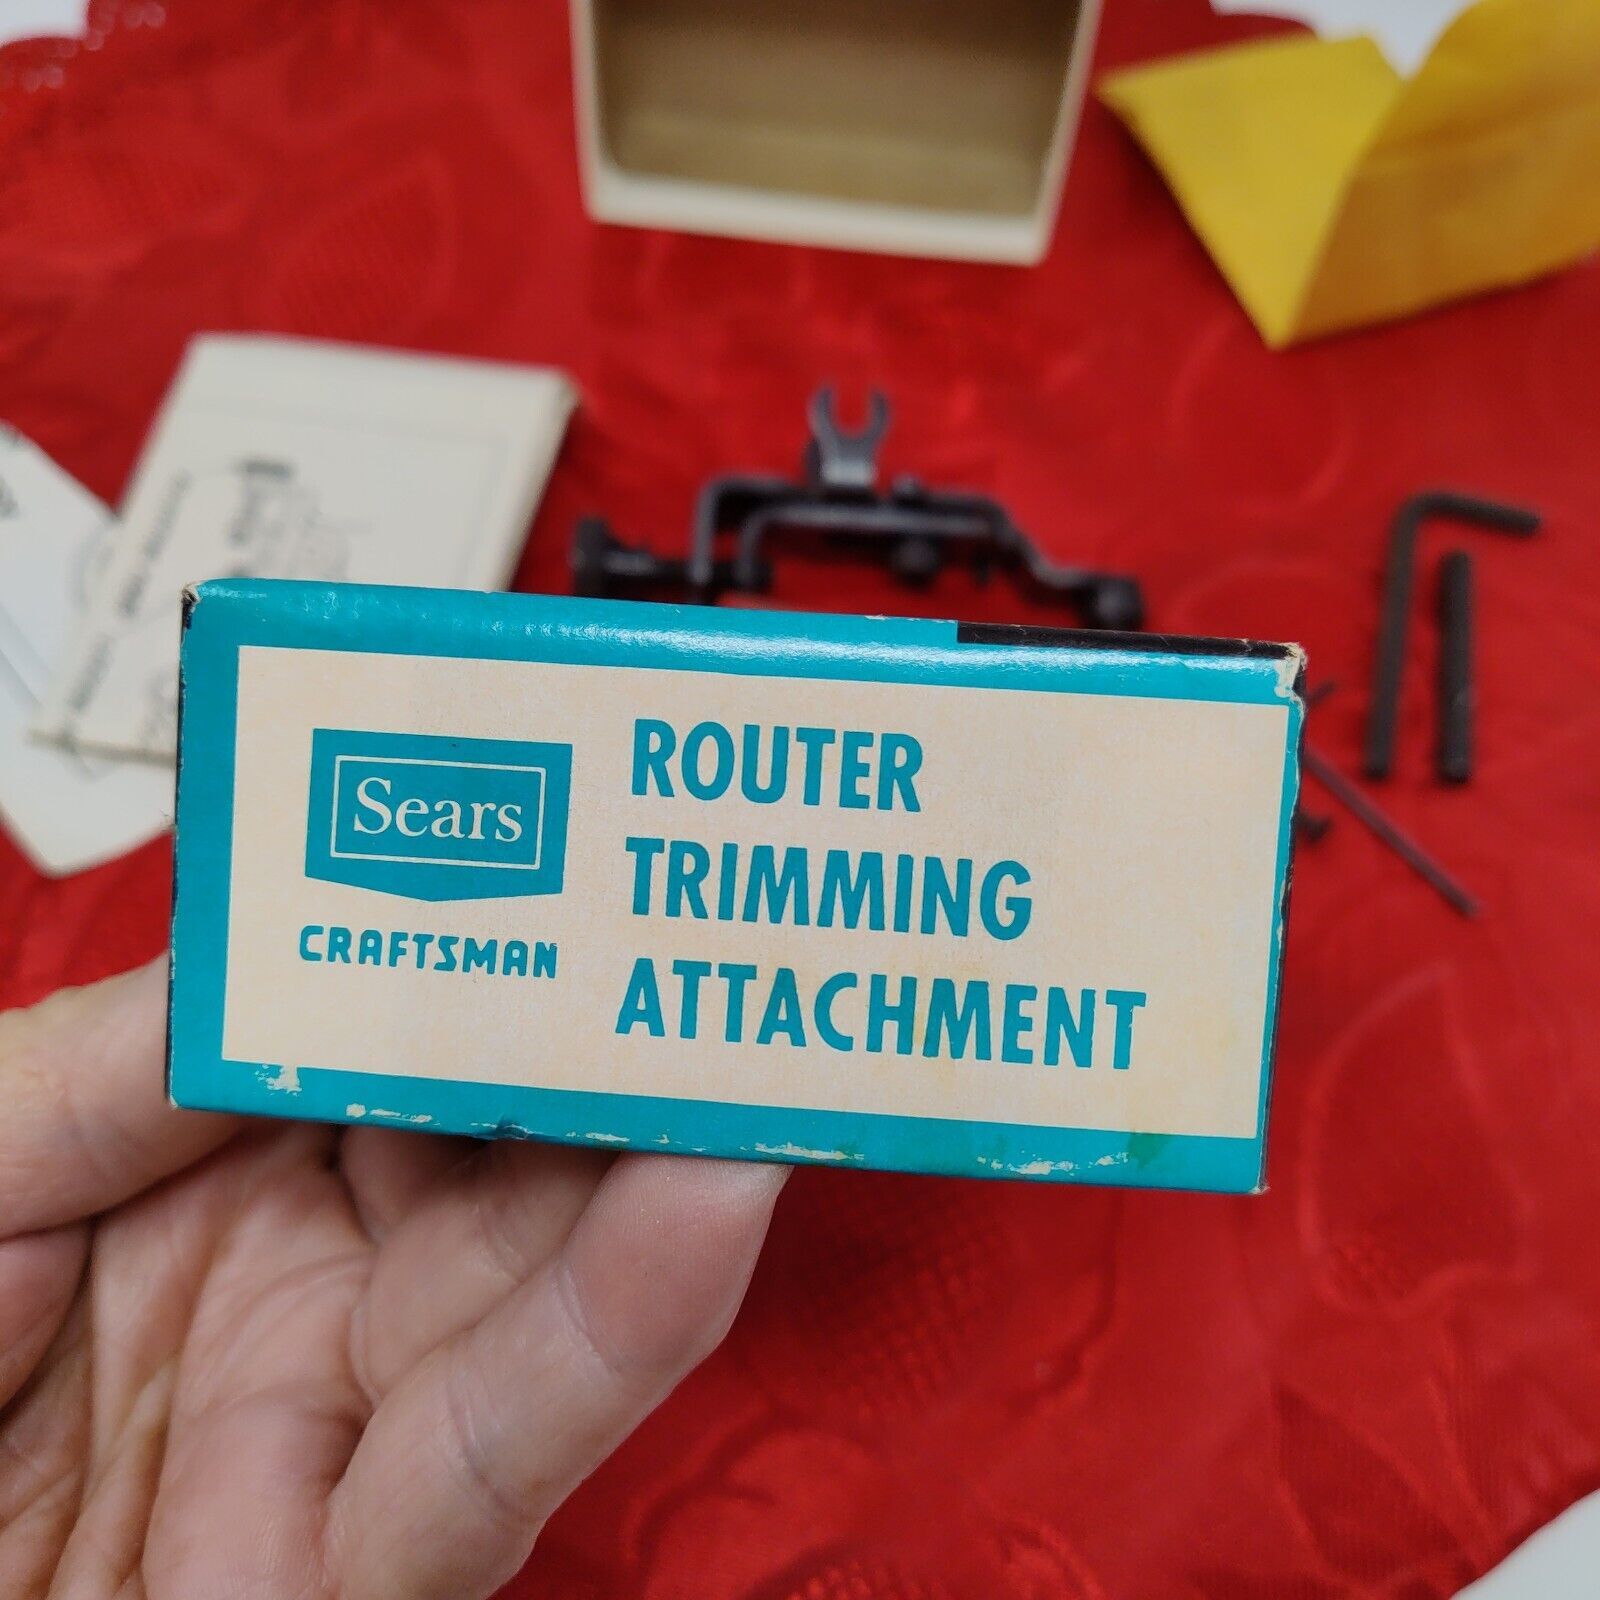 Sears
CRAFTSMAN
ROUTER
TRIMMING
ATTACHMENT